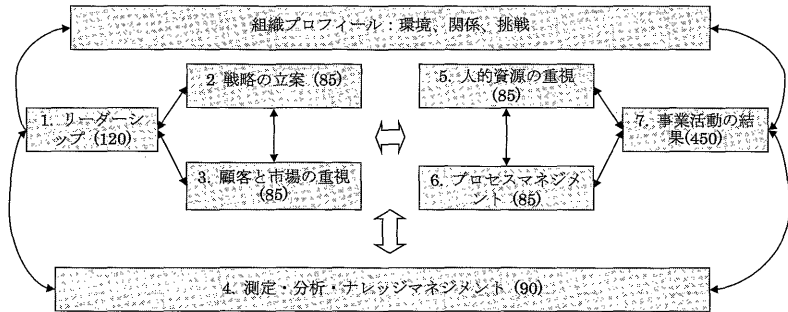 組織プロフィール：環境、関係、挑戦
1. リーダーシ
ップ (120)
2 戦略の立案 (85)
3. 顧客と市場の重視
(85)
5. 人的資源の重視
(85)
6. プロセスマネジメ
ント (85)
7. 事業活動の結
果(450)
4. 測定・分析・ナレッジマネジメント (90)